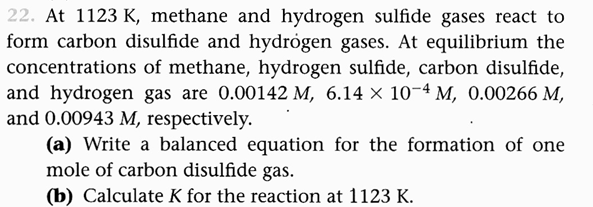 22. At 1123 K, methane and hydrogen sulfide gases react to
form carbon disulfide and hydrogen gases. At equilibrium the
concentrations of methane, hydrogen sulfide, carbon disulfide,
and hydrogen gas are 0.00142 M, 6.14 × 10⁻⁴ M, 0.00266 M,
and 0.00943 M, respectively.
(a) Write a balanced equation for the formation of one
mole of carbon disulfide gas.
(b) Calculate K for the reaction at 1123 K.